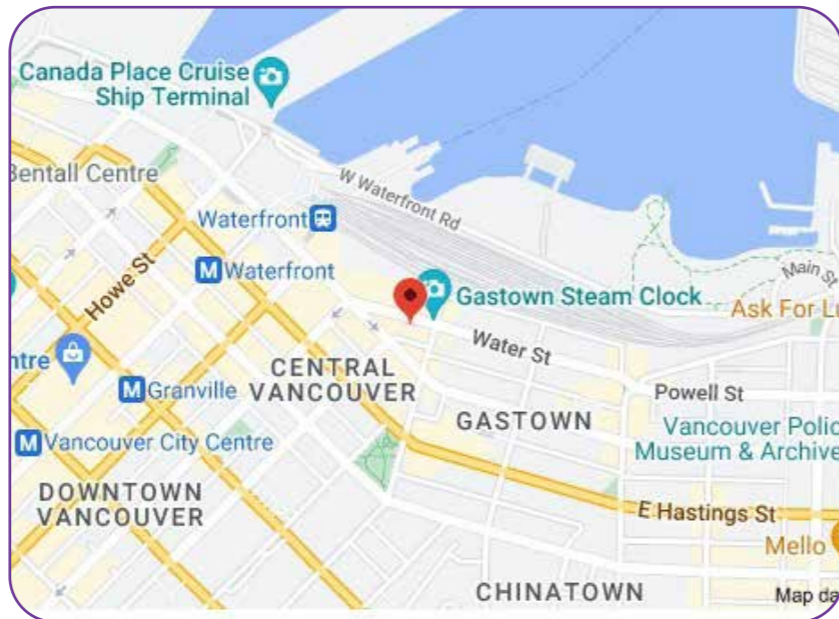 Canada Place Cruise
Ship Terminal
Bentall Centre
W Waterfront Rd
Waterfront
M Waterfront
Howe St
Main St
Gastown Steam Clock
Ask For Lu
Water St
ntre
CENTRAL
VANCOUVER
M Granville
Powell St
GASTOWN
Vancouver Polic
Museum & Archive
M Vancouver City Centre
DOWNTOWN
VANCOUVER
E Hastings St
Mello
CHINATOWN
Map da